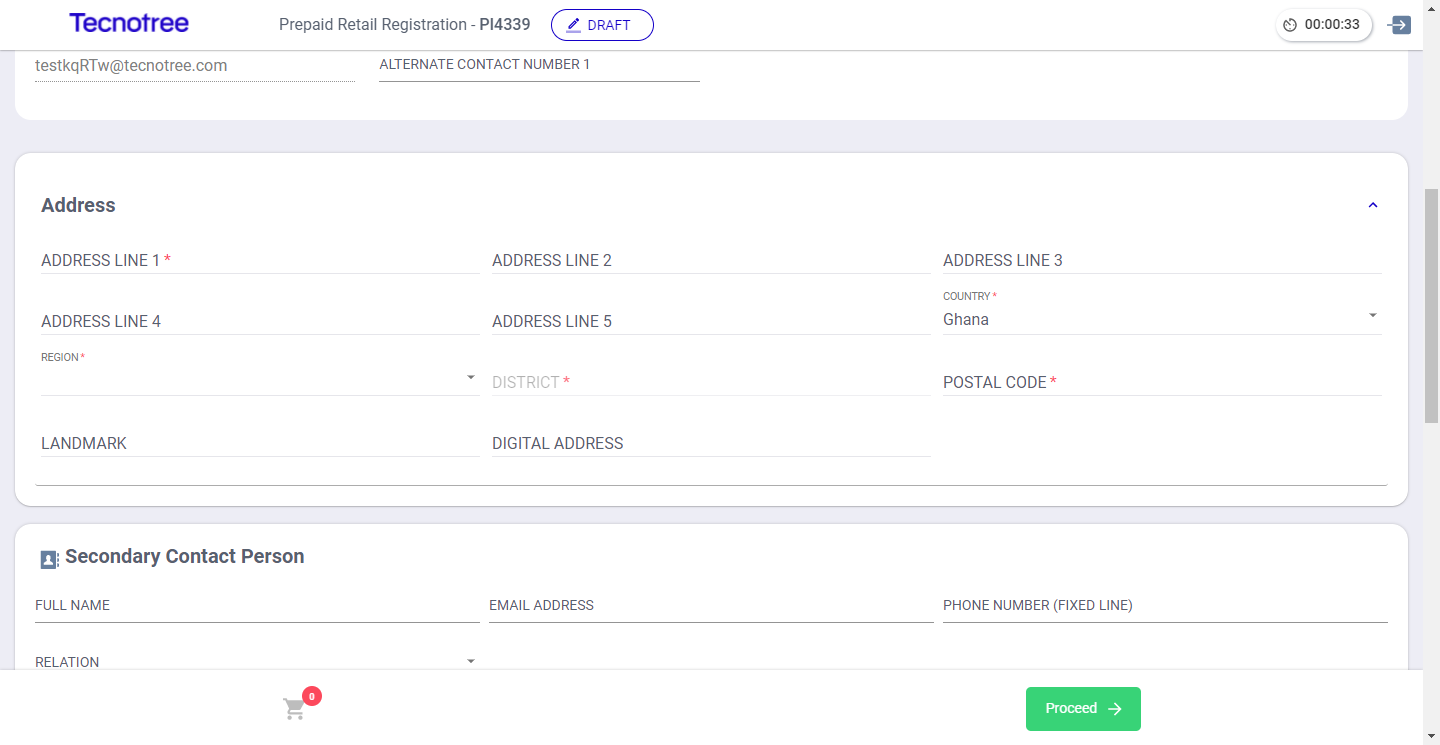 Tecnotree
Prepaid Retail Registration - PI4339
DRAFT
00:00:33
testkqRTw@tecnotree.com
ALTERNATE CONTACT NUMBER 1
Address
ADDRESS LINE 1 *
ADDRESS LINE 2
ADDRESS LINE 3
ADDRESS LINE 4
ADDRESS LINE 5
COUNTRY *
Ghana
REGION *
DISTRICT *
POSTAL CODE *
LANDMARK
DIGITAL ADDRESS
Secondary Contact Person
FULL NAME
EMAIL ADDRESS
PHONE NUMBER (FIXED LINE)
RELATION
0
Proceed